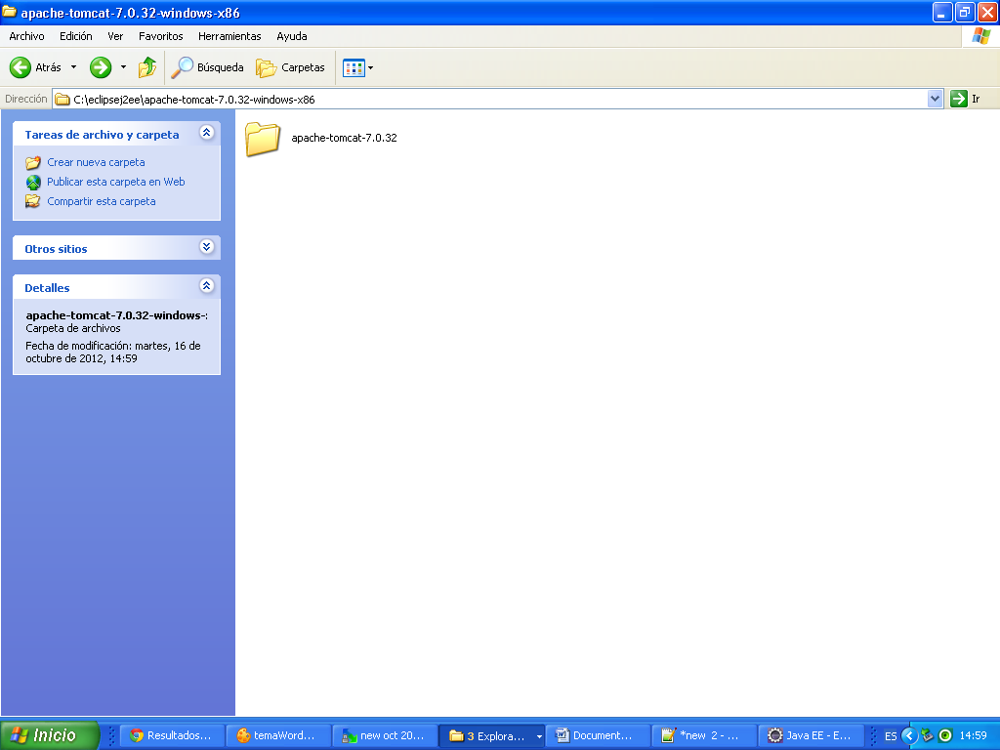 apache-tomcat-7.0.32-windows-x86
Archivo Edición Ver Favoritos Herramientas Ayuda
Atrás Búsqueda Carpetas
Dirección C:\eclipsej2ee\apache-tomcat-7.0.32-windows-x86 Ir
Tareas de archivo y carpeta
Crear nueva carpeta
Publicar esta carpeta en Web
Compartir esta carpeta
Otros sitios
Detalles
apache-tomcat-7.0.32-windows-:
Carpeta de archivos
Fecha de modificación: martes, 16 de
octubre de 2012, 14:59
apache-tomcat-7.0.32
Inicio Resultados... temaWord... new oct 20... 3 Explora... Document... *new 2 - ... Java EE - E... ES 14:59